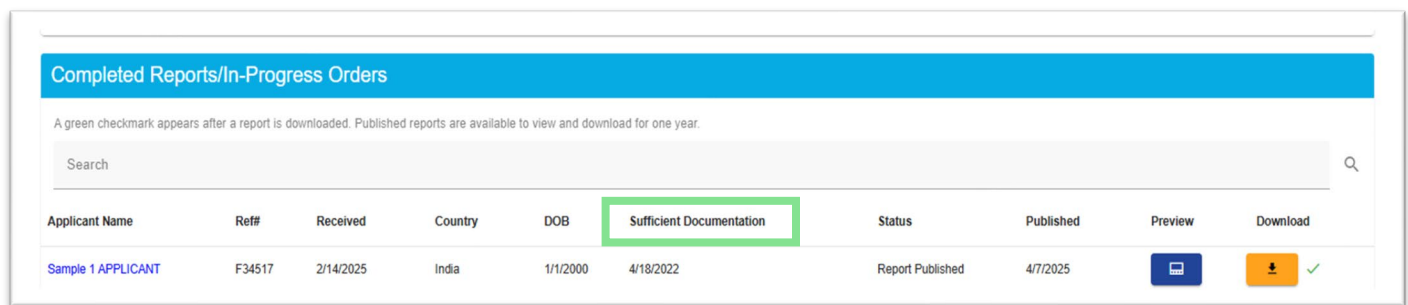 Completed Reports/In-Progress Orders
A green checkmark appears after a report is downloaded. Published reports are available to view and download for one year.
Search
Applicant Name Ref# Received Country DOB Sufficient Documentation Status Published Preview Download
Sample 1 APPLICANT F34517 2/14/2025 India 1/1/2000 4/18/2022 Report Published 4/7/2025